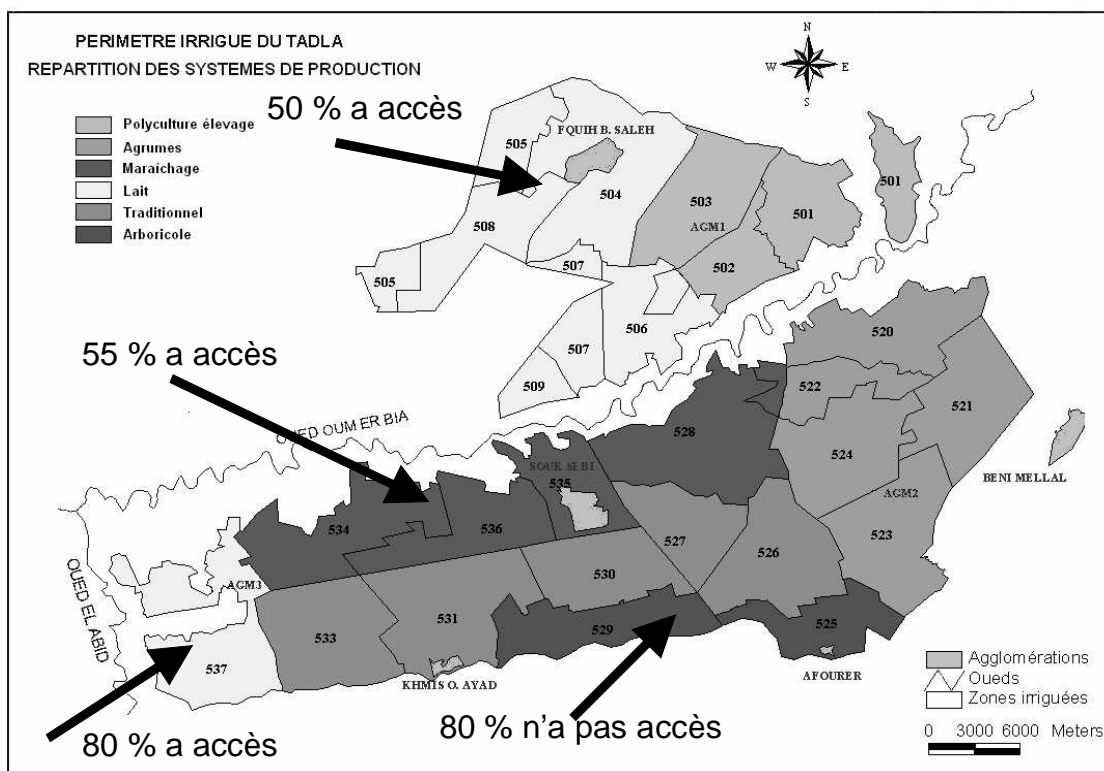 PERIMETRE IRRIGUE DU TADLA
REPARTITION DES SYSTEMES DE PRODUCTION
Polyculture élevage
Agrumes
Maraichage
Lait
Traditionnel
Arboricole
N
W E
S
50 % a accès
FQUIH B. SALEH
505
504
503
501
501
AGM1
508
502
507
505
506
507
509
55 % a accès
520
522
521
528
OUED OUM ER BIA
524
SOUK SEBT
535
AGM2
BENI MELLAL
534
536
523
527
526
530
AGM3
OUED EL ABID
533
531
529
525
537
KHMIS O. AYAD
AFOURER
80 % a accès
80 % n'a pas accès
Agglomérations
Oueds
Zones irriguées
0 3000 6000 Meters